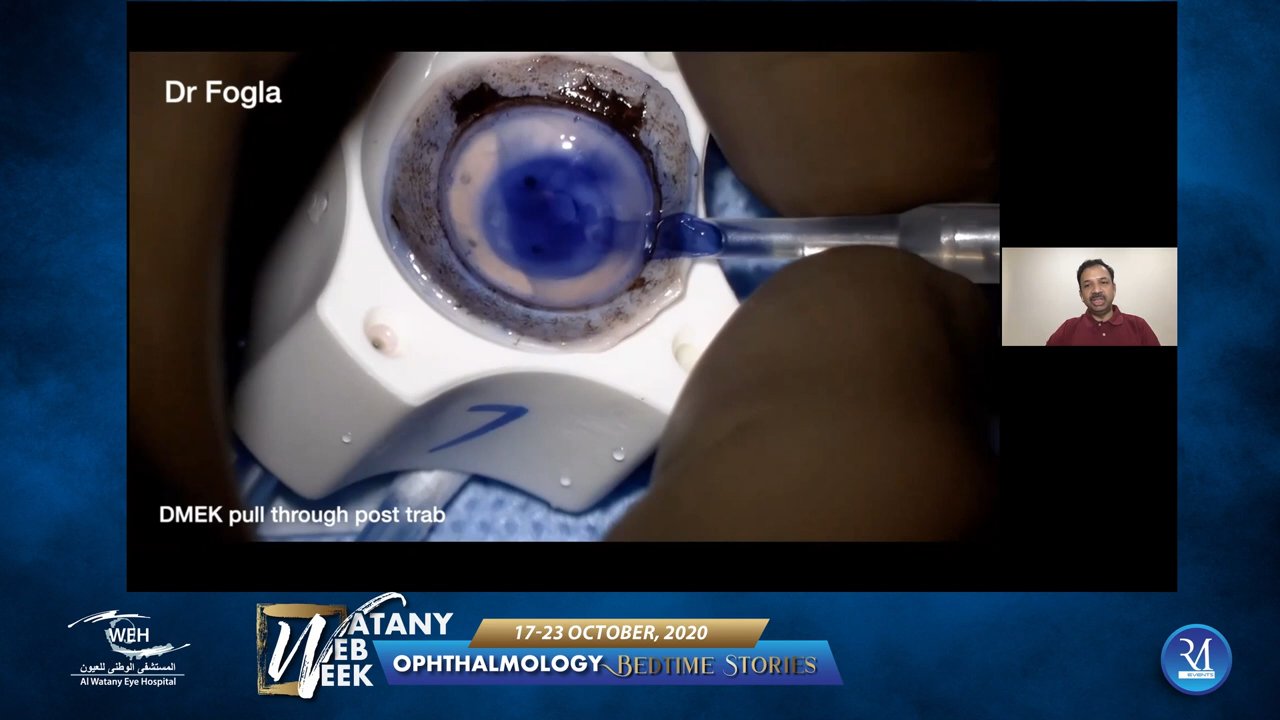 Dr Fogla
7
DMEK pull through post trab
WEH
المستشفى الوطني للعيون
Al Watany Eye Hospital
WATANY
WEB
WEEK
17-23 OCTOBER, 2020
OPHTHALMOLOGY BEDTIME STORIES
RM
EVENTS